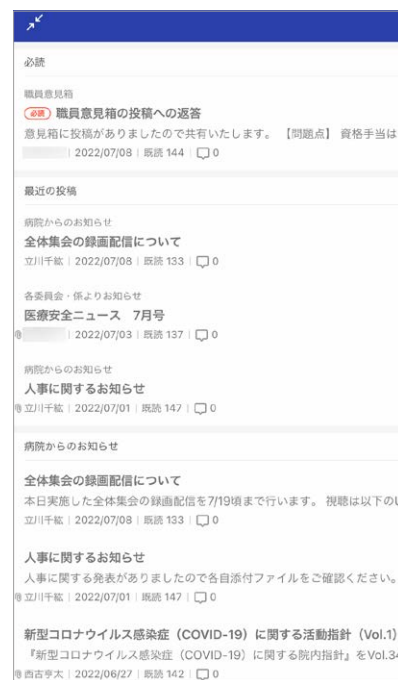 必読
職員意見箱
必読 職員意見箱の投稿への返答
意見箱に投稿がありましたので共有いたします。 【問題点】 資格手当は
2022/07/08 | 既読 144 | 0
最近の投稿
病院からのお知らせ
全体集会の録画配信について
立川千紘 | 2022/07/08 | 既読 133 | 0
各委員会・係よりお知らせ
医療安全ニュース 7月号
2022/07/03 | 既読 137 | 0
病院からのお知らせ
人事に関するお知らせ
立川千紘 | 2022/07/01 | 既読 147 | 0
病院からのお知らせ
全体集会の録画配信について
本日実施した全体集会の録画配信を7/19頃まで行います。 視聴は以下のU
立川千紘 | 2022/07/08 | 既読 133 | 0
人事に関するお知らせ
人事に関する発表がありましたので各自添付ファイルをご確認ください。
立川千紘 | 2022/07/01 | 既読 147 | 0
新型コロナウイルス感染症（COVID-19）に関する活動指針（Vol.1）
『新型コロナウイルス感染症（COVID-19）に関する院内指針』をVol.34
酉吉亨太 | 2022/06/27 | 既読 142 | 0